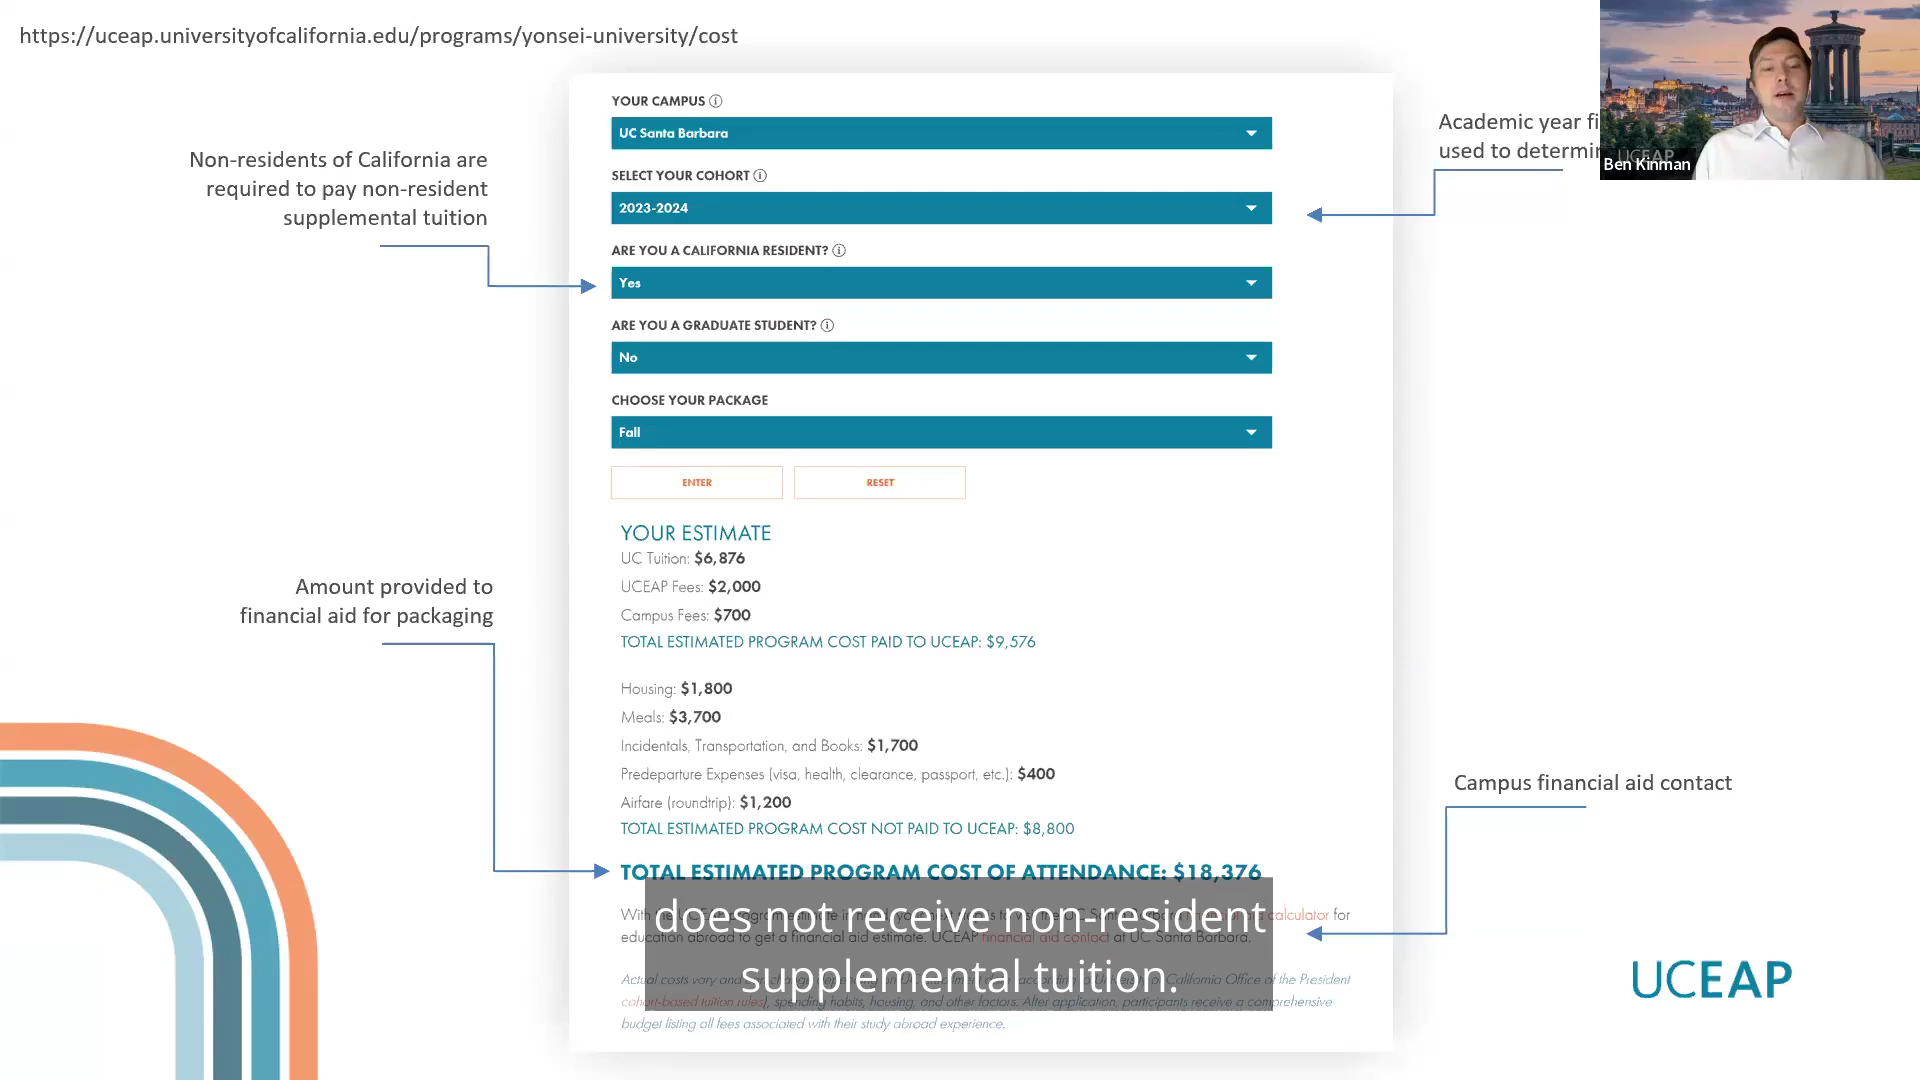 https://uceap.universityofcalifornia.edu/programs/yonsei-university/cost
Non-residents of California are
required to pay non-resident
supplemental tuition
Amount provided to
financial aid for packaging
YOUR CAMPUS
UC Santa Barbara
SELECT YOUR COHORT
2023-2024
ARE YOU A CALIFORNIA RESIDENT?
Yes
ARE YOU A GRADUATE STUDENT?
No
CHOOSE YOUR PACKAGE
Fall
ENTER
RESET
YOUR ESTIMATE
UC Tuition: $6,876
UCEAP Fees: $2,000
Campus Fees: $700
TOTAL ESTIMATED PROGRAM COST PAID TO UCEAP: $9,576
Housing: $1,800
Meals: $3,700
Incidentals, Transportation, and Books: $1,700
Predeparture Expenses (visa, health, clearance, passport, etc.): $400
Airfare (roundtrip): $1,200
TOTAL ESTIMATED PROGRAM COST NOT PAID TO UCEAP: $8,800
TOTAL ESTIMATED PROGRAM COST OF ATTENDANCE: $18,376
With calculator for
education abroad to get a financial aid estimate. UCEAP financial aid contact at UC Santa Barbara.
Actual costs vary and of California Office of the President
cohort-based tuition rules), spending habits, housing, and other factors. After application, participants receive a comprehensive
budget listing all fees associated with their study abroad experience.
does not receive non-resident
supplemental tuition.
Academic year
used to
UCEAP
Ben Kinman
Campus financial aid contact
UCEAP